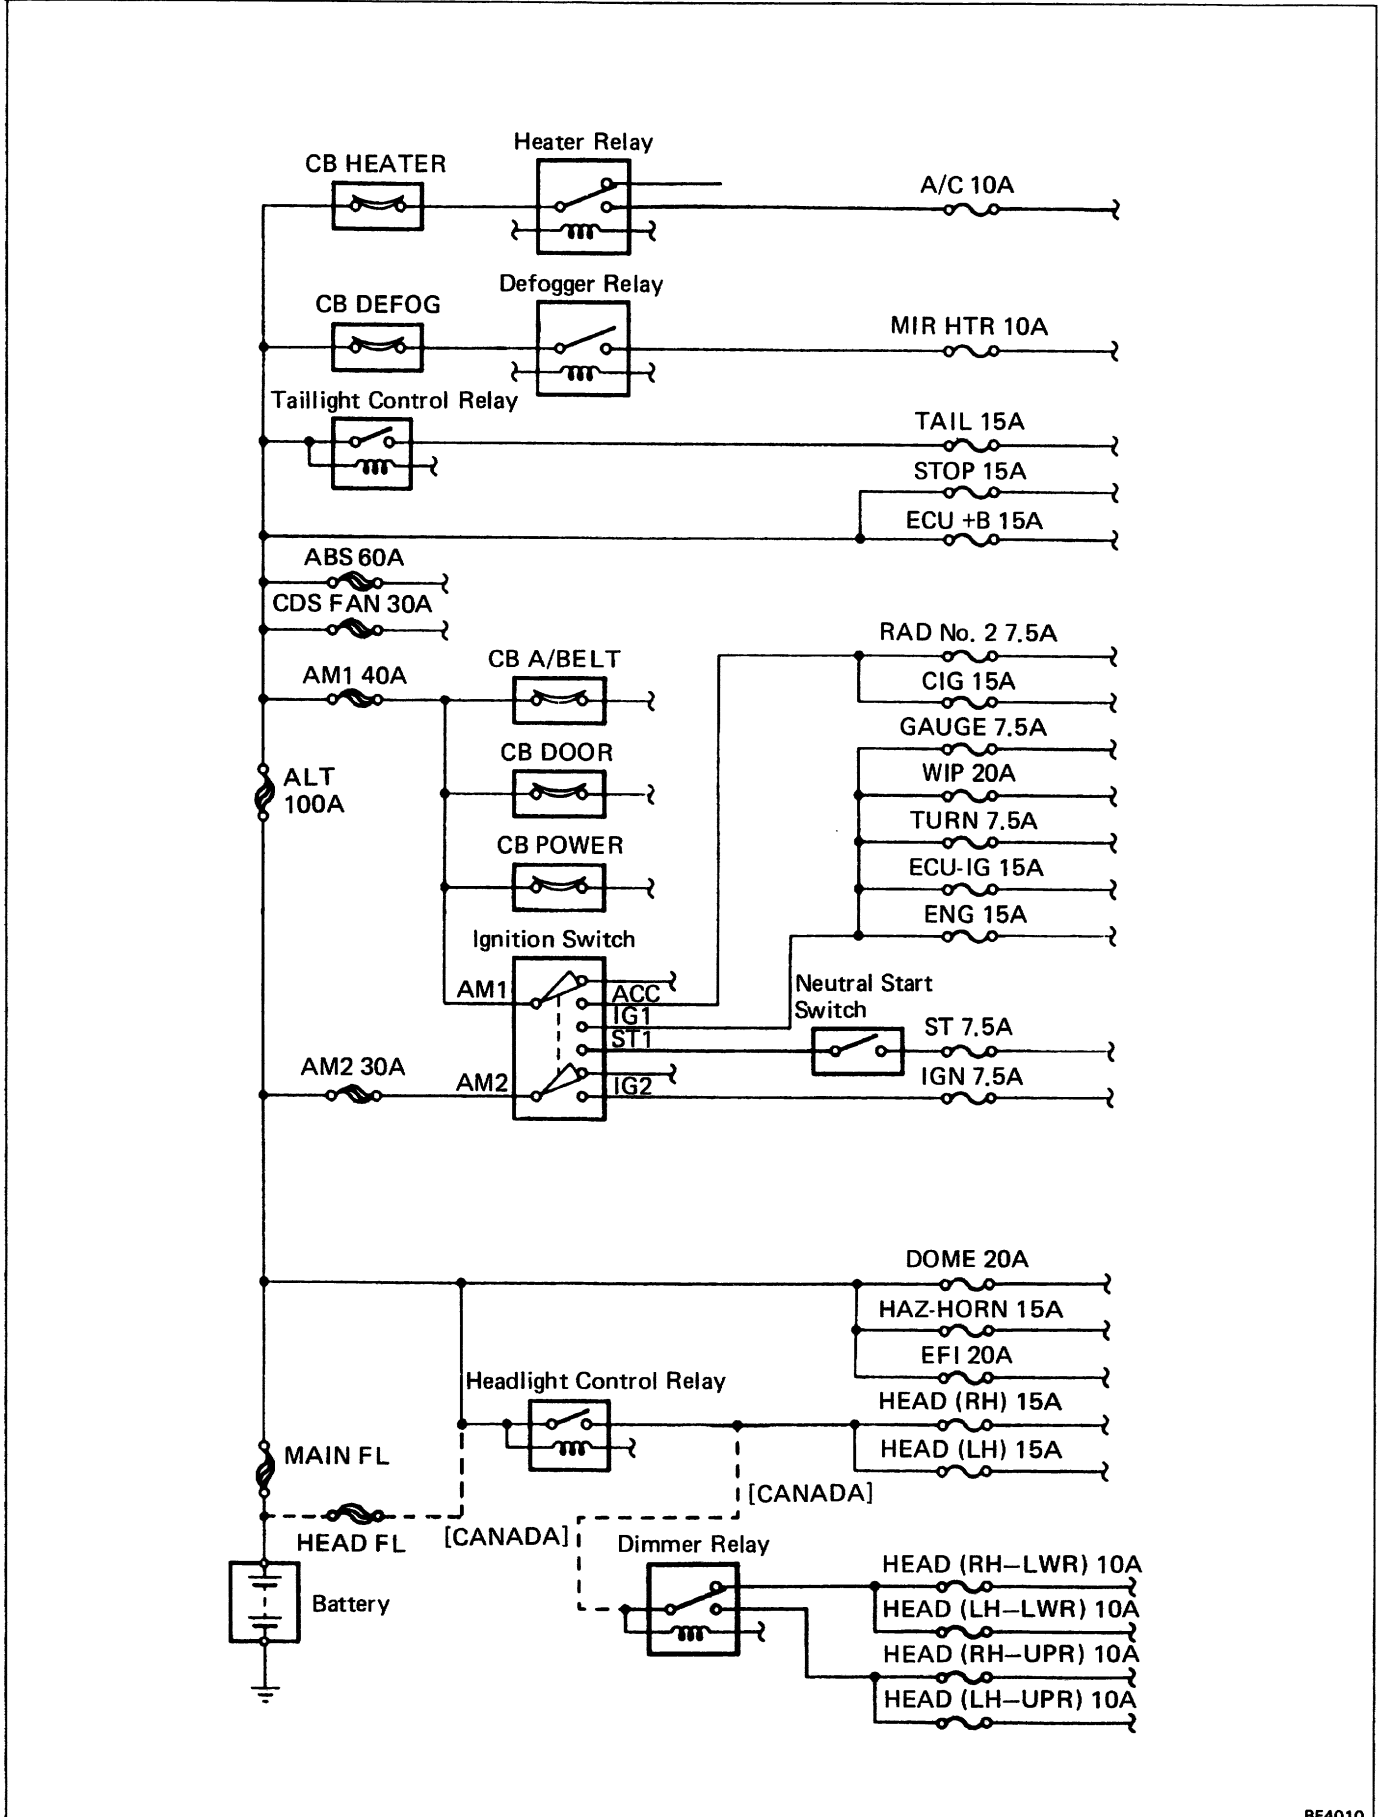 Heater Relay
CB HEATER
A/C 10A
Defogger Relay
CB DEFOG
MIR HTR 10A
Taillight Control Relay
TAIL 15A
STOP 15A
ECU +B 15A
ABS 60A
CDS FAN 30A
RAD No. 2 7.5A
CB A/BELT
AM1 40A
CIG 15A
GAUGE 7.5A
CB DOOR
WIP 20A
ALT
100A
TURN 7.5A
CB POWER
ECU-IG 15A
ENG 15A
Ignition Switch
Neutral Start
Switch
AM1
ACC
IG1
ST1
ST 7.5A
AM2 30A
AM2
IG2
IGN 7.5A
DOME 20A
HAZ-HORN 15A
EFI 20A
Headlight Control Relay
HEAD (RH) 15A
HEAD (LH) 15A
MAIN FL
[CANADA]
HEAD FL
[CANADA]
Dimmer Relay
HEAD (RH—LWR) 10A
Battery
HEAD (LH—LWR) 10A
HEAD (RH—UPR) 10A
HEAD (LH—UPR) 10A
BE4010